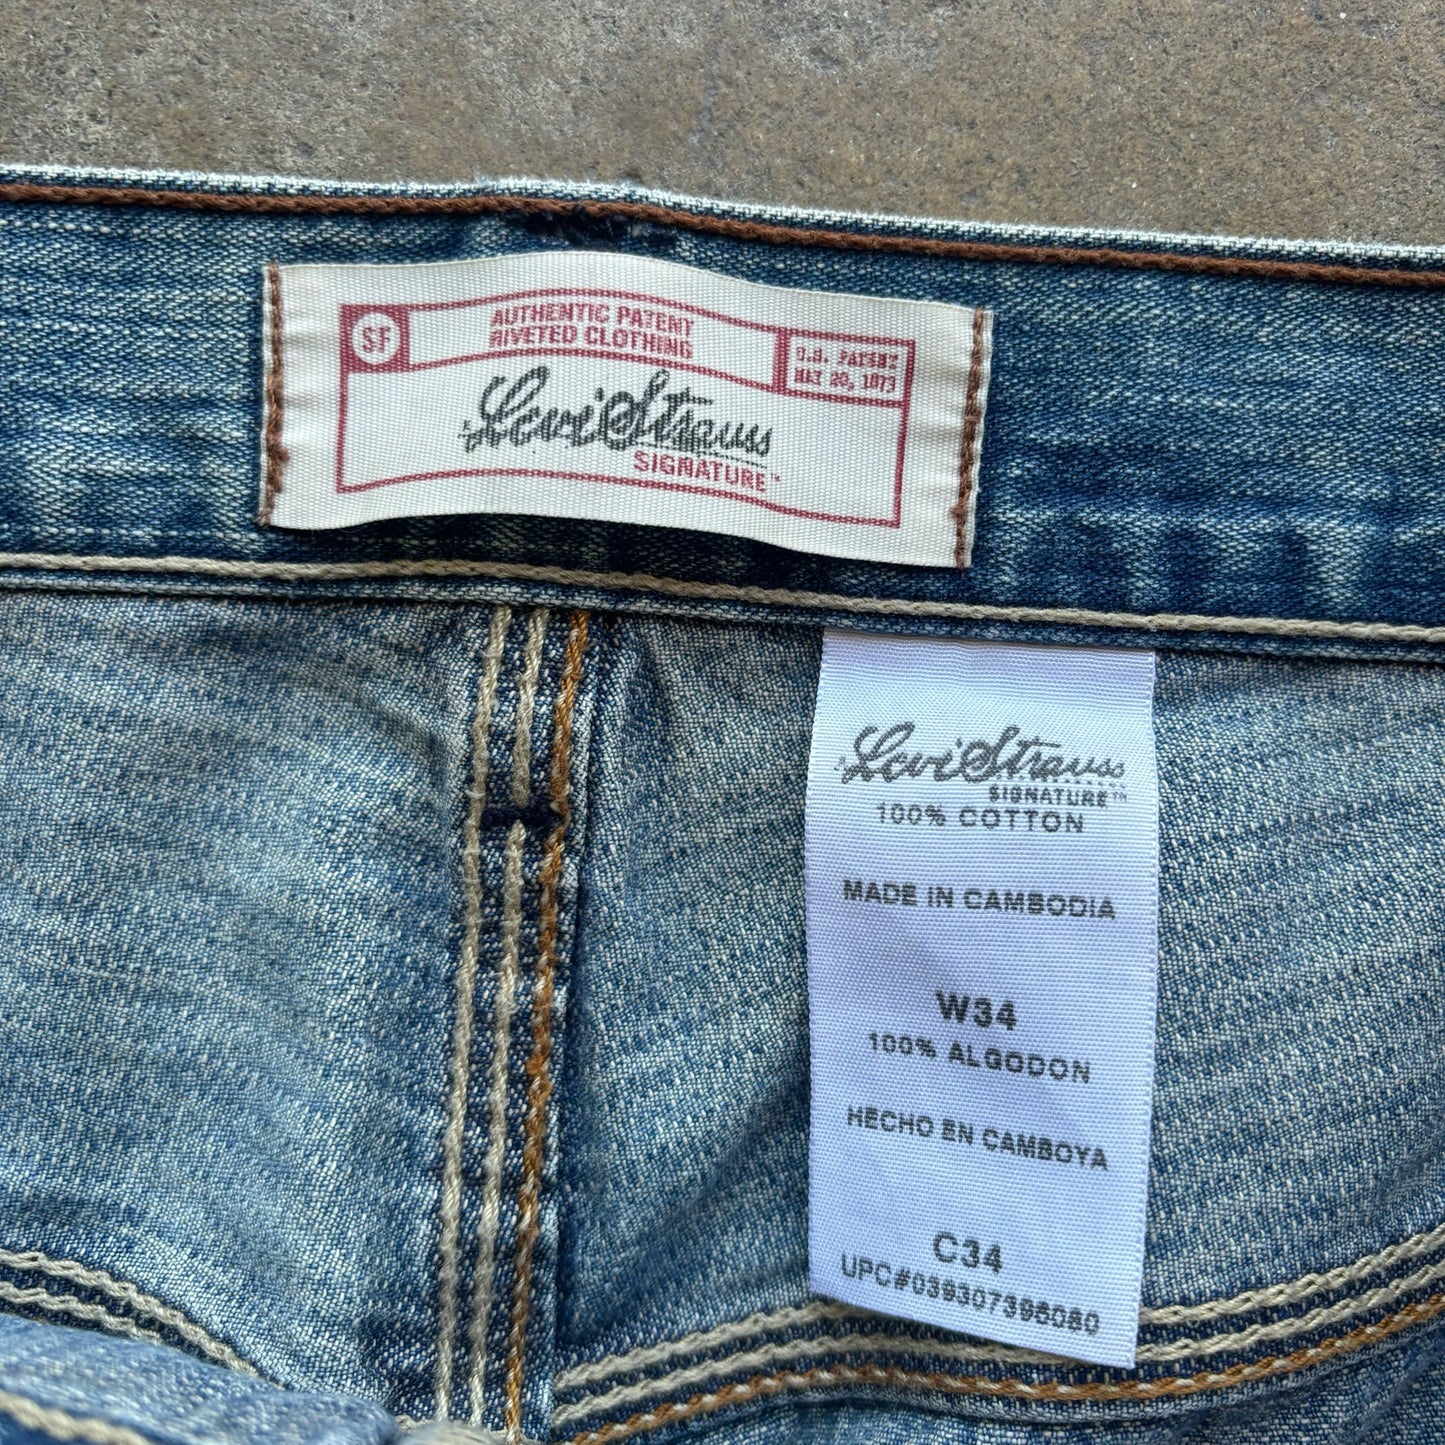 SF
AUTHENTIC PATENT
RIVETED CLOTHING
U.S. PATENT
MAY 20, 1873
Levi Strauss
SIGNATURE™
Levi Strauss
SIGNATURE™
100% COTTON
MADE IN CAMBODIA
W34
100% ALGODON
HECHO EN CAMBOYA
C34
UPC#039307396080